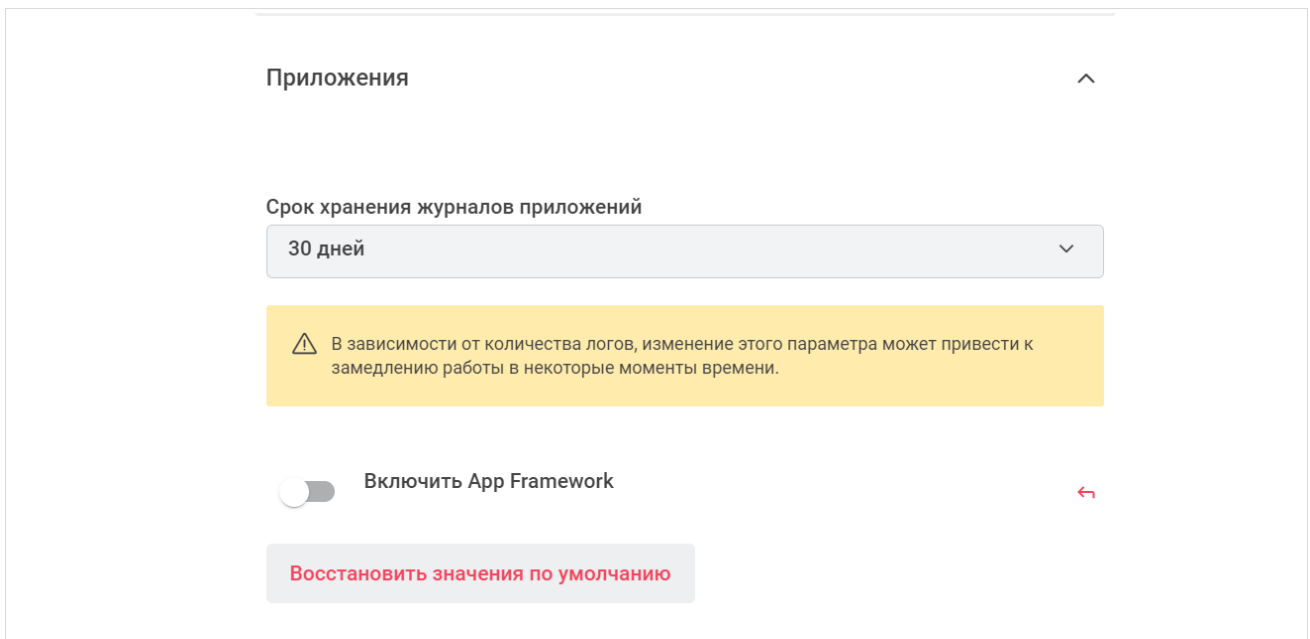 Приложения
Срок хранения журналов приложений
30 дней
В зависимости от количества логов, изменение этого параметра может привести к
замедлению работы в некоторые моменты времени.
Включить App Framework
Восстановить значения по умолчанию